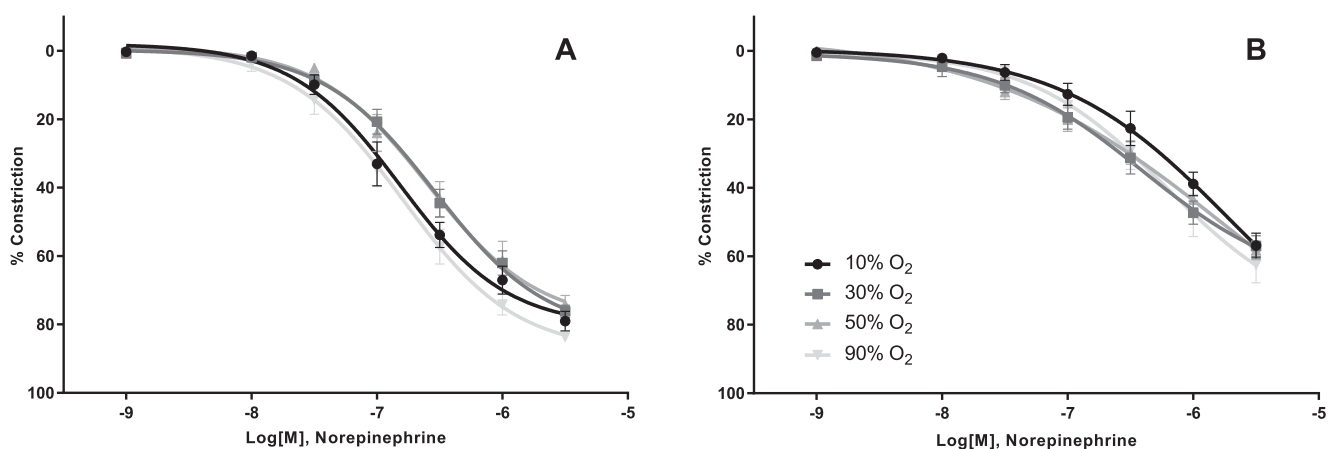 A
0
20
40
60
80
100
% Constriction
-9 -8 -7 -6 -5
Log[M], Norepinephrine
B
0
20
40
60
80
100
% Constriction
10% O2
30% O2
50% O2
90% O2
-9 -8 -7 -6 -5
Log[M], Norepinephrine